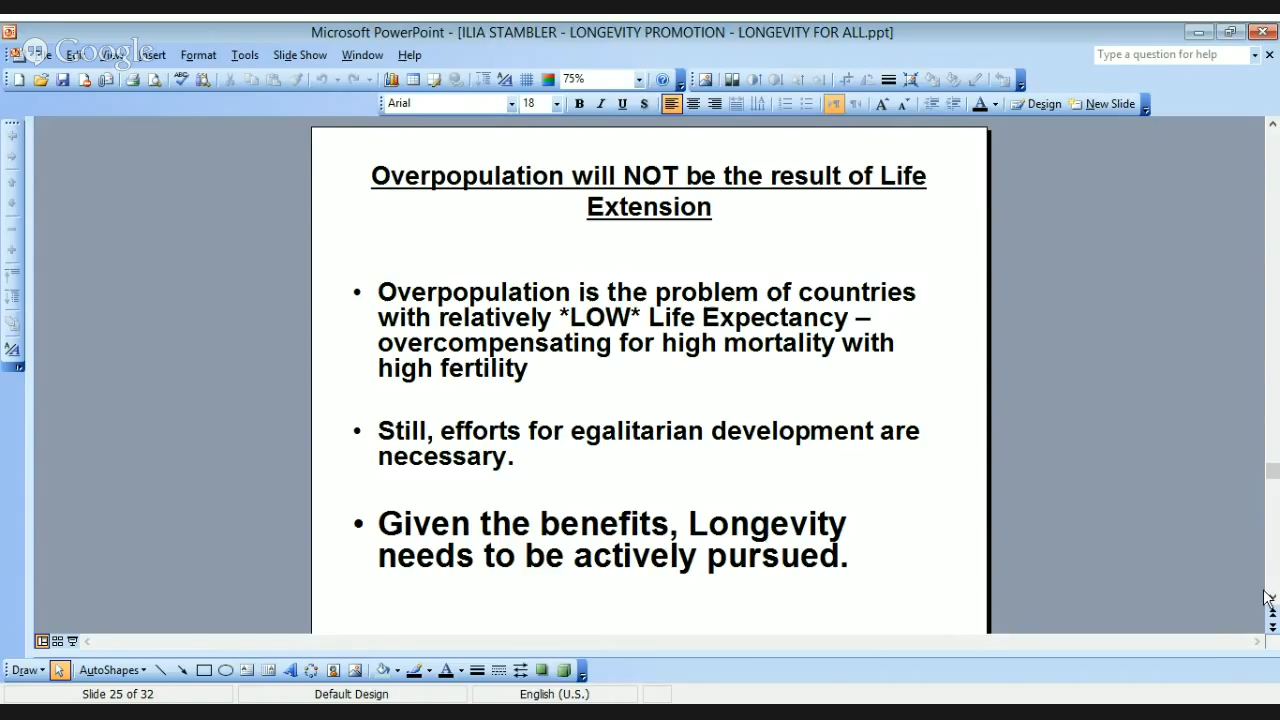 Microsoft PowerPoint - [ILIA STAMBLER - LONGEVITY PROMOTION - LONGEVITY FOR ALL.ppt]
Google
Insert Format Tools Slide Show Window Help
Type a question for help
75%
Arial 18 Design New Slide
Overpopulation will NOT be the result of Life
Extension
• Overpopulation is the problem of countries
with relatively *LOW* Life Expectancy –
overcompensating for high mortality with
high fertility
• Still, efforts for egalitarian development are
necessary.
• Given the benefits, Longevity
needs to be actively pursued.
Draw AutoShapes
Slide 25 of 32 Default Design English (U.S.)